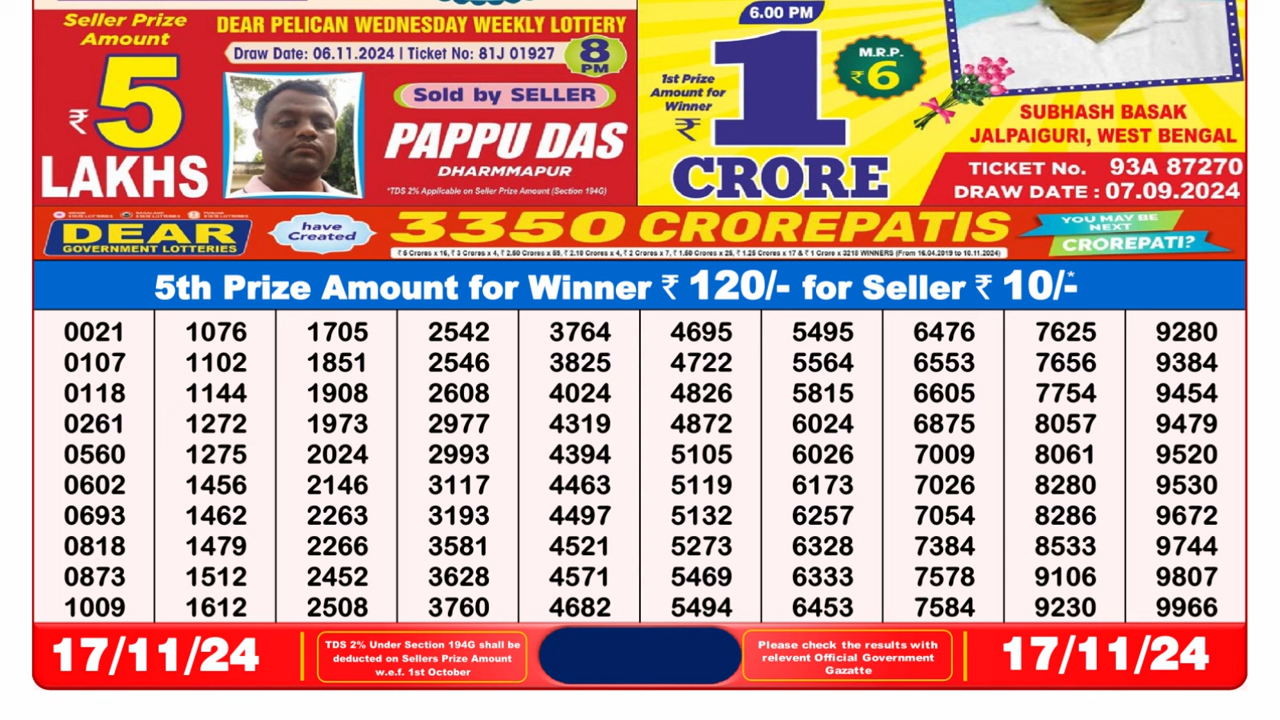 Seller Prize
Amount
₹5
LAKHS
DEAR PELICAN WEDNESDAY WEEKLY LOTTERY
Draw Date: 06.11.2024 | Ticket No: 81J 01927
8
PM
Sold by SELLER
PAPPU DAS
DHARMMAPUR
*TDS 2% Applicable on Seller Prize Amount (Section 194G)
6.00 PM
1st Prize
Amount for
Winner
₹
1
CRORE
M.R.P.
₹6
SUBHASH BASAK
JALPAIGURI, WEST BENGAL
TICKET No. 93A 87270
DRAW DATE : 07.09.2024
DEAR
GOVERNMENT LOTTERIES
have
Created
3350 CROREPATIS
YOU MAY BE
NEXT
CROREPATI?
5th Prize Amount for Winner ₹ 120/- for Seller ₹ 10/-*
0021 1076 1705 2542 3764 4695 5495 6476 7625 9280
0107 1102 1851 2546 3825 4722 5564 6553 7656 9384
0118 1144 1908 2608 4024 4826 5815 6605 7754 9454
0261 1272 1973 2977 4319 4872 6024 6875 8057 9479
0560 1275 2024 2993 4394 5105 6026 7009 8061 9520
0602 1456 2146 3117 4463 5119 6173 7026 8280 9530
0693 1462 2263 3193 4497 5132 6257 7054 8286 9672
0818 1479 2266 3581 4521 5273 6328 7384 8533 9744
0873 1512 2452 3628 4571 5469 6333 7578 9106 9807
1009 1612 2508 3760 4682 5494 6453 7584 9230 9966
17/11/24
TDS 2% Under Section 194G shall be
deducted on Sellers Prize Amount
w.e.f. 1st October
Please check the results with
relevent Official Government
Gazatte
17/11/24